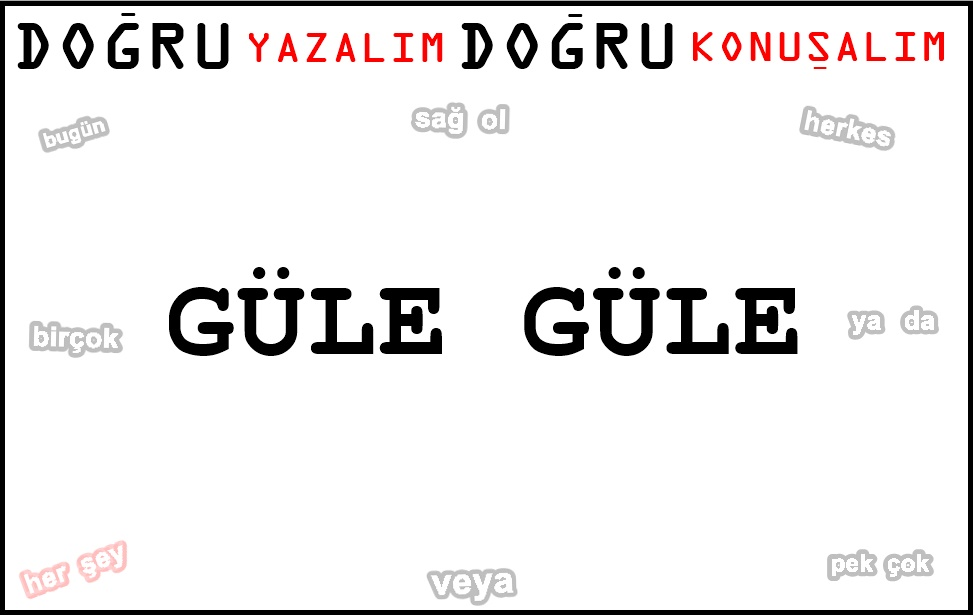 DOĞRU YAZALIM DOĞRU KONUŞALIM
bugün
sağ ol
herkes
GÜLE GÜLE
birçok
ya da
her şey
veya
pek çok